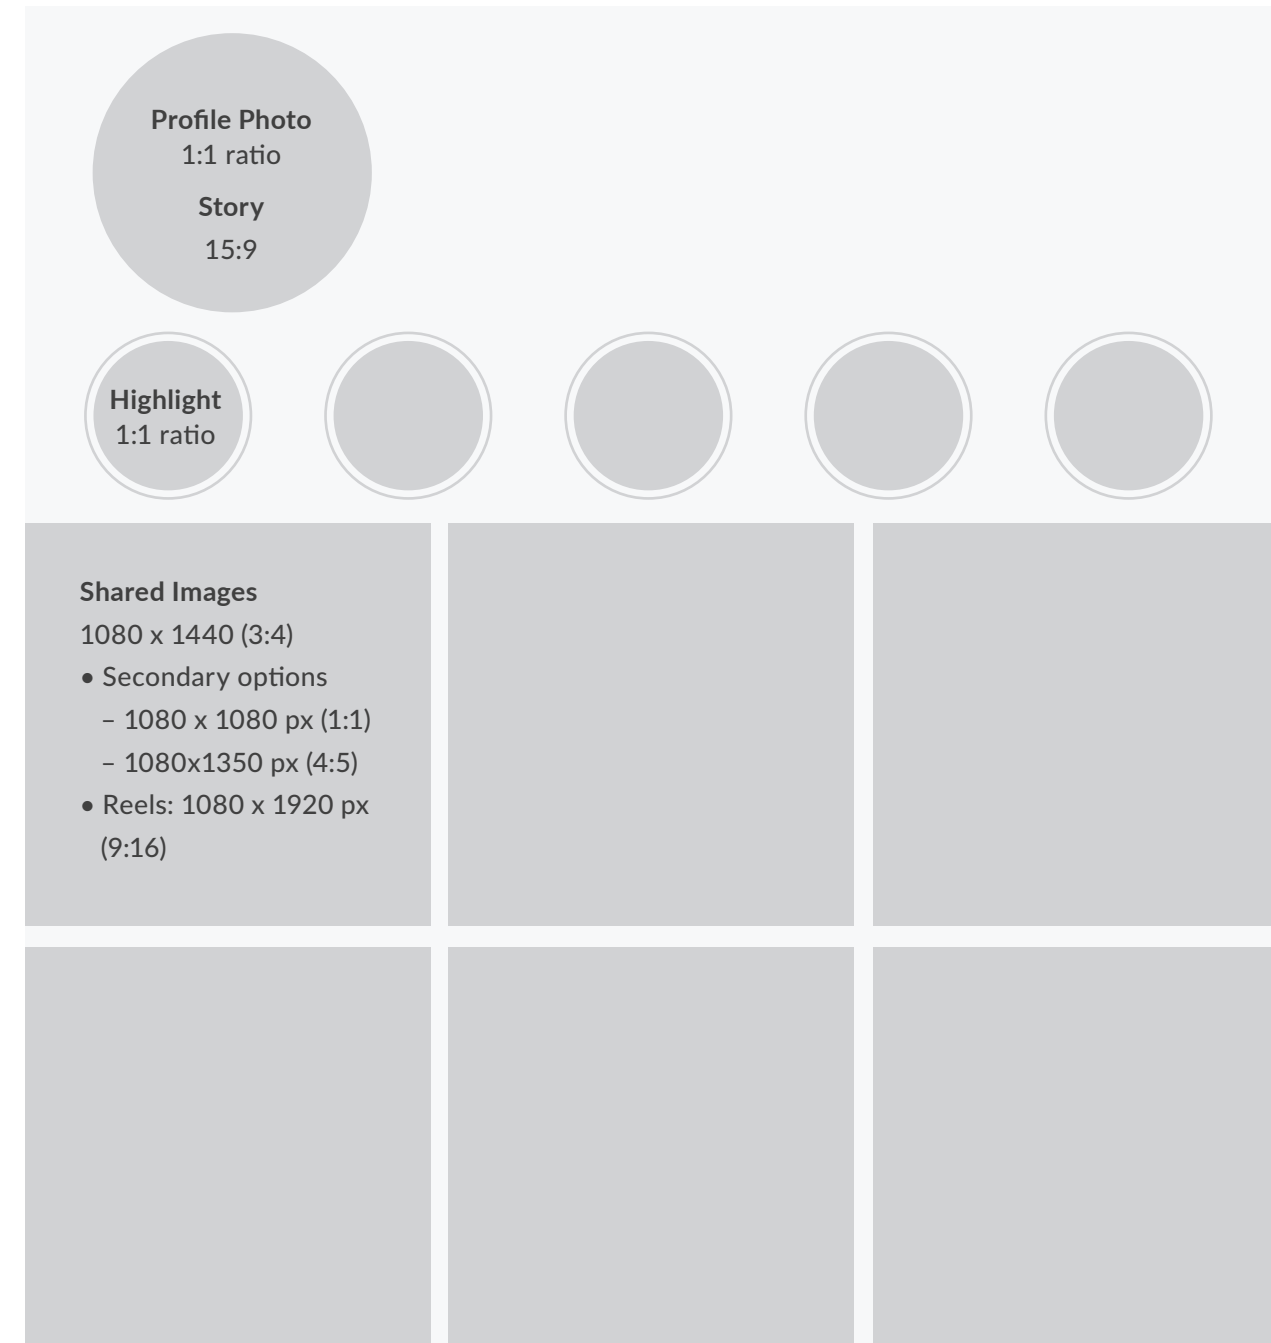 Profile Photo
1:1 ratio
Story
15:9
Highlight
1:1 ratio
Shared Images
1080 x 1440 (3:4)
• Secondary options
– 1080 x 1080 px (1:1)
– 1080x1350 px (4:5)
• Reels: 1080 x 1920 px
(9:16)